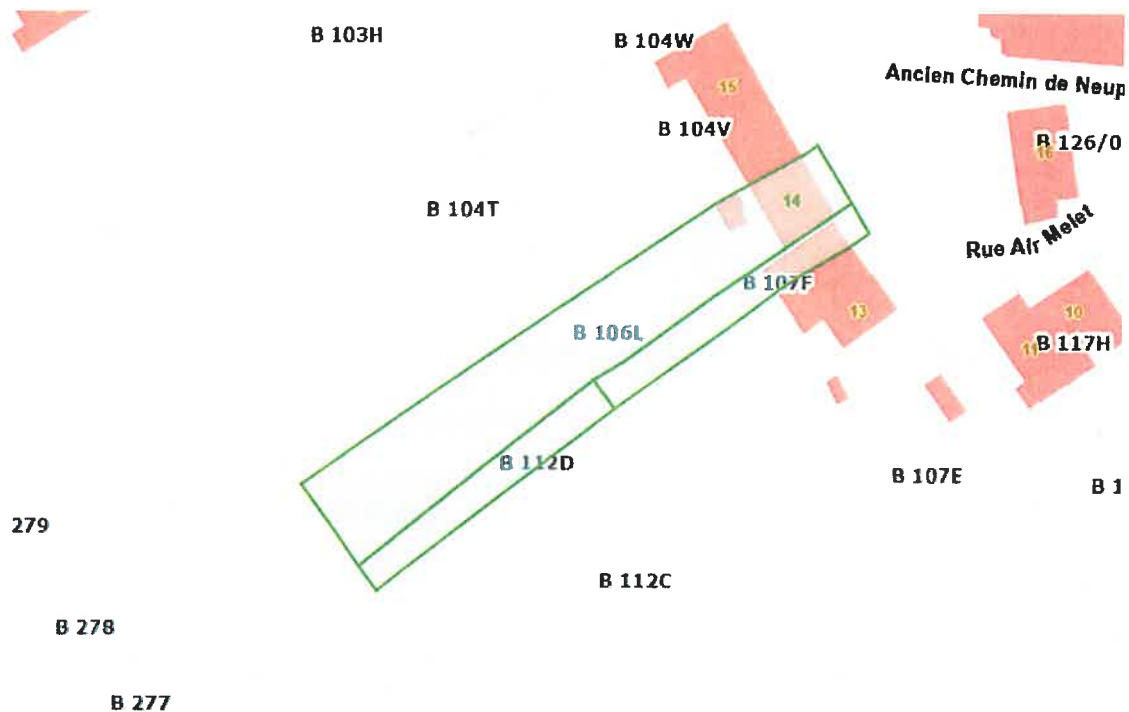 B 103H
B 104W
Ancien Chemin de Neup
15
B 104V
B 126/0
16
B 104T
14
Rue Air Melet
B 107F
B 106L
13
10
11
B 117H
B 112D
B 107E
B 1
279
B 112C
B 278
B 277